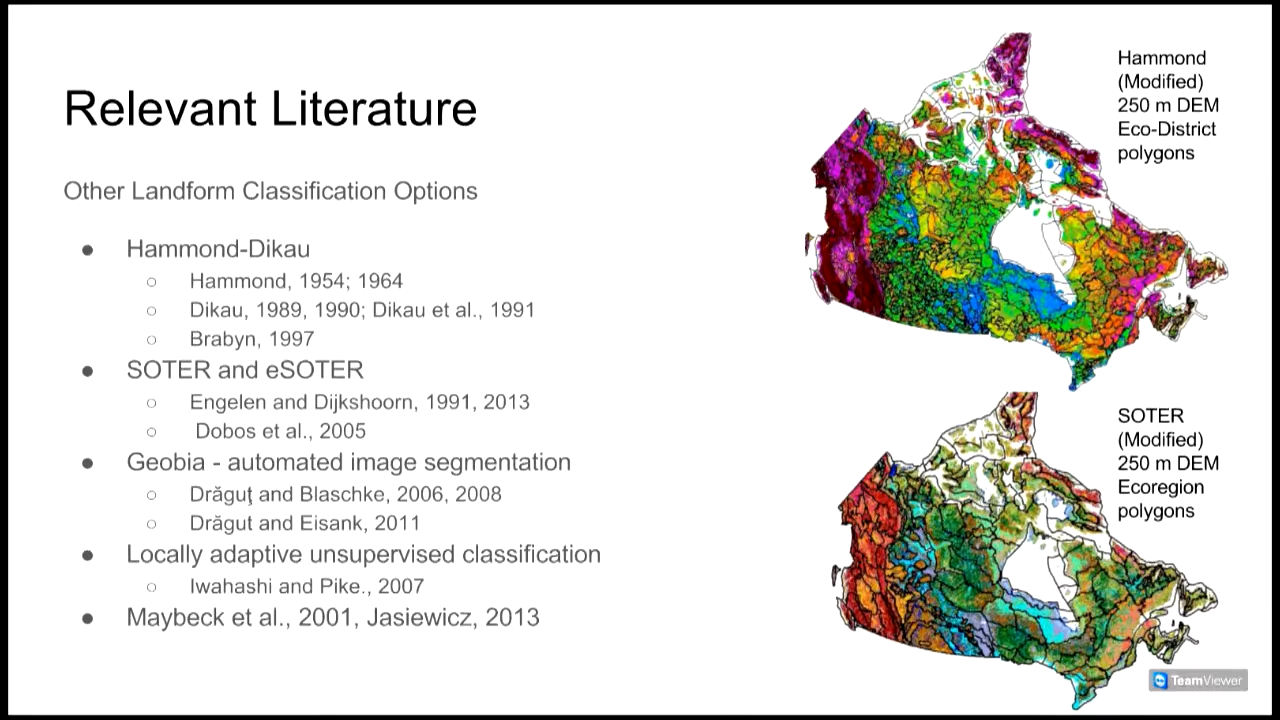 Relevant Literature
Other Landform Classification Options
● Hammond-Dikau
○ Hammond, 1954; 1964
○ Dikau, 1989, 1990; Dikau et al., 1991
○ Brabyn, 1997
● SOTER and eSOTER
○ Engelen and Dijkshoorn, 1991, 2013
○ Dobos et al., 2005
● Geobia - automated image segmentation
○ Drăguţ and Blaschke, 2006, 2008
○ Drăgut and Eisank, 2011
● Locally adaptive unsupervised classification
○ Iwahashi and Pike., 2007
● Maybeck et al., 2001, Jasiewicz, 2013
Hammond
(Modified)
250 m DEM
Eco-District
polygons
SOTER
(Modified)
250 m DEM
Ecoregion
polygons
TeamViewer